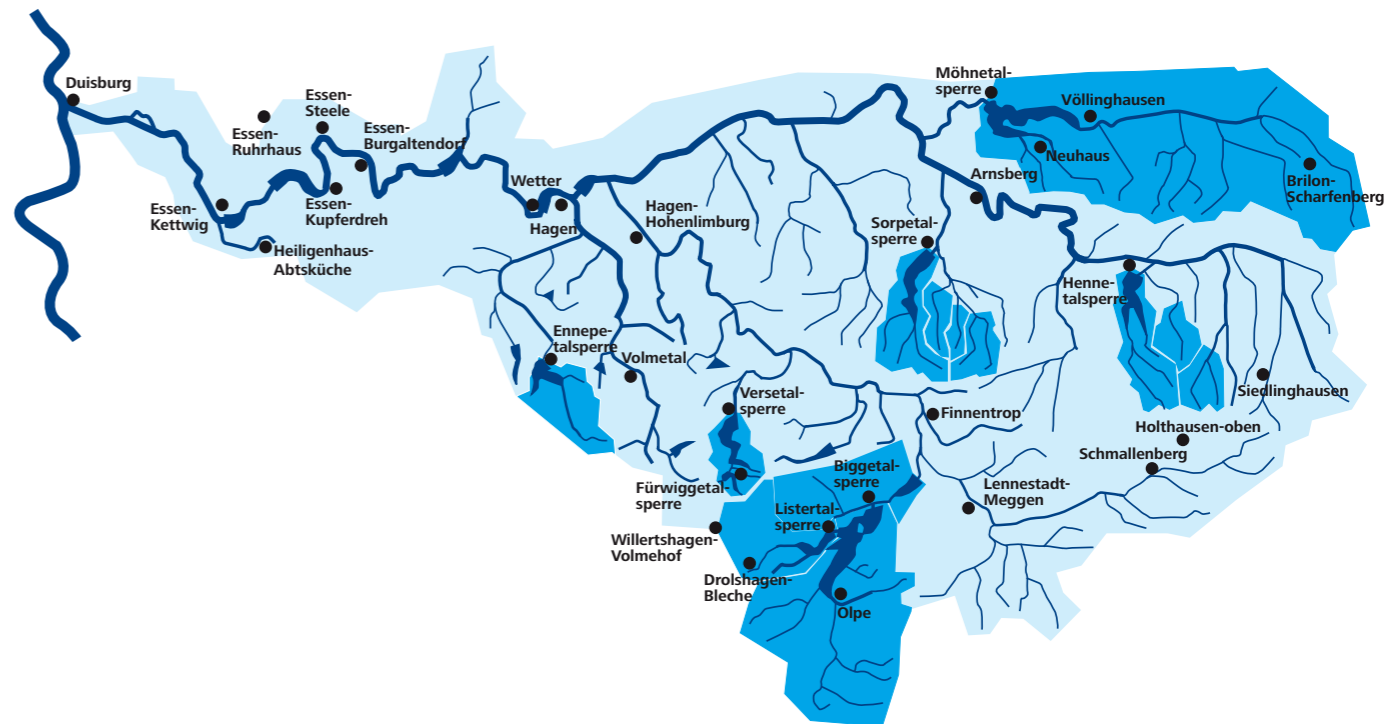 Möhnetal-
sperre
Duisburg
Essen-
Steele
Völlinghausen
Essen-
Ruhrhaus
Essen-
Burgaltendorf
Neuhaus
Brilon-
Scharfenberg
Arnsberg
Wetter
Essen-
Kettwig
Essen-
Kupferdreh
Hagen
Hagen-
Hohenlimburg
Sorpetal-
sperre
Heiligenhaus-
Abtsküche
Henne-
talsperre
Ennepe-
talsperre
Volmetal
Siedlinghausen
Versetal-
sperre
Finnentrop
Holthausen-oben
Schmallenberg
Biggetal-
sperre
Fürwiggetal-
sperre
Lennestadt-
Meggen
Listertal-
sperre
Willertshagen-
Volmehof
Drolshagen-
Bleche
Olpe